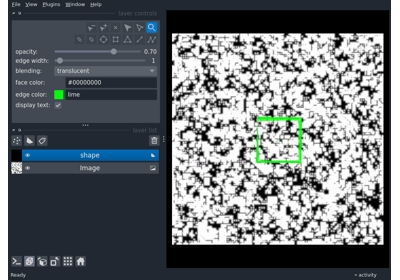 File View Plugins Window Help
layer controls
opacity: 0.70
edge width: 1
blending: translucent
face color: #00000000
edge color: lime
display text:
layer list
shape
Image
Ready
activity